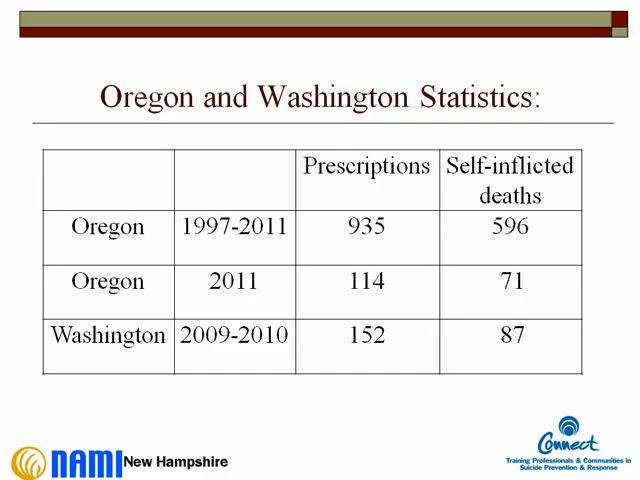 Oregon and Washington Statistics:
Prescriptions Self-inflicted
deaths
Oregon 1997-2011 935 596
Oregon 2011 114 71
Washington 2009-2010 152 87
NAMI New Hampshire
Connect
Training Professionals & Communities in
Suicide Prevention & Response